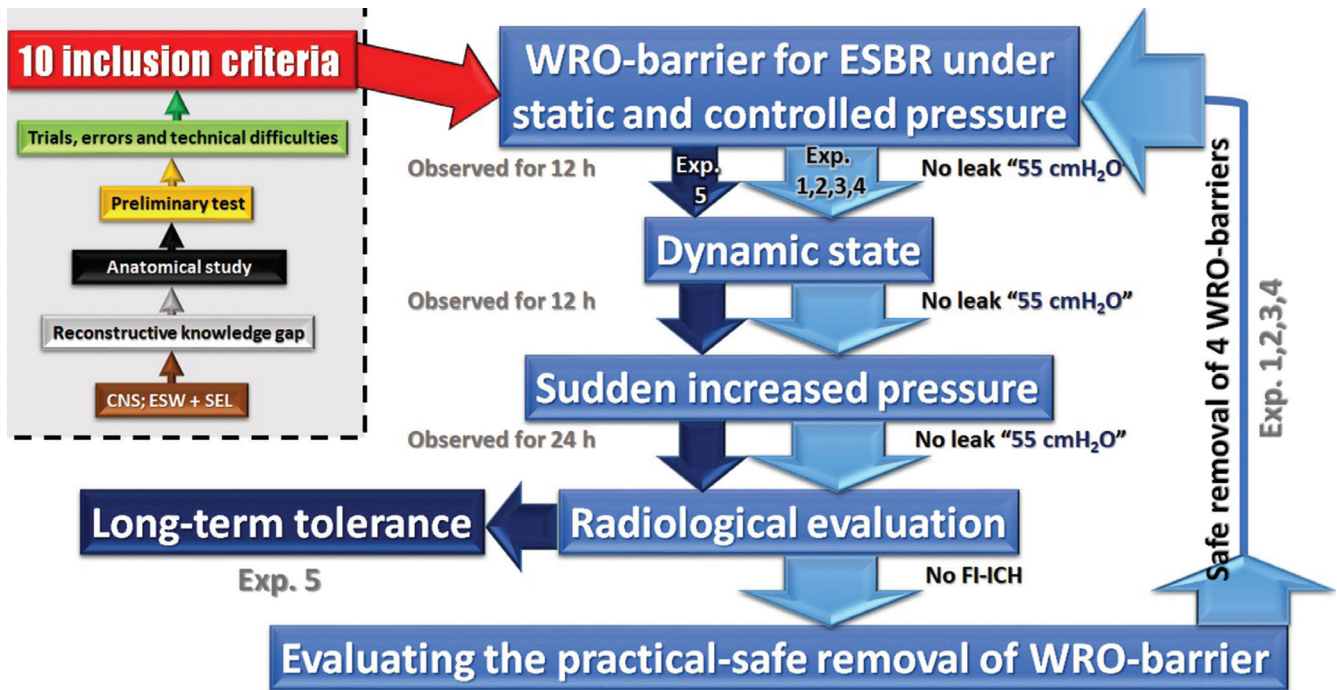 10 inclusion criteria
Trials, errors and technical difficulties
Preliminary test
Anatomical study
Reconstructive knowledge gap
CNS; ESW + SEL
WRO-barrier for ESBR under
static and controlled pressure
Observed for 12 h
Exp.
5
Exp.
1,2,3,4
No leak “55 cmH₂O”
Dynamic state
Observed for 12 h
No leak “55 cmH₂O”
Sudden increased pressure
Observed for 24 h
No leak “55 cmH₂O”
Long-term tolerance
Exp. 5
Radiological evaluation
No FI-ICH
Evaluating the practical-safe removal of WRO-barrier
Safe removal of 4 WRO-barriers
Exp. 1,2,3,4